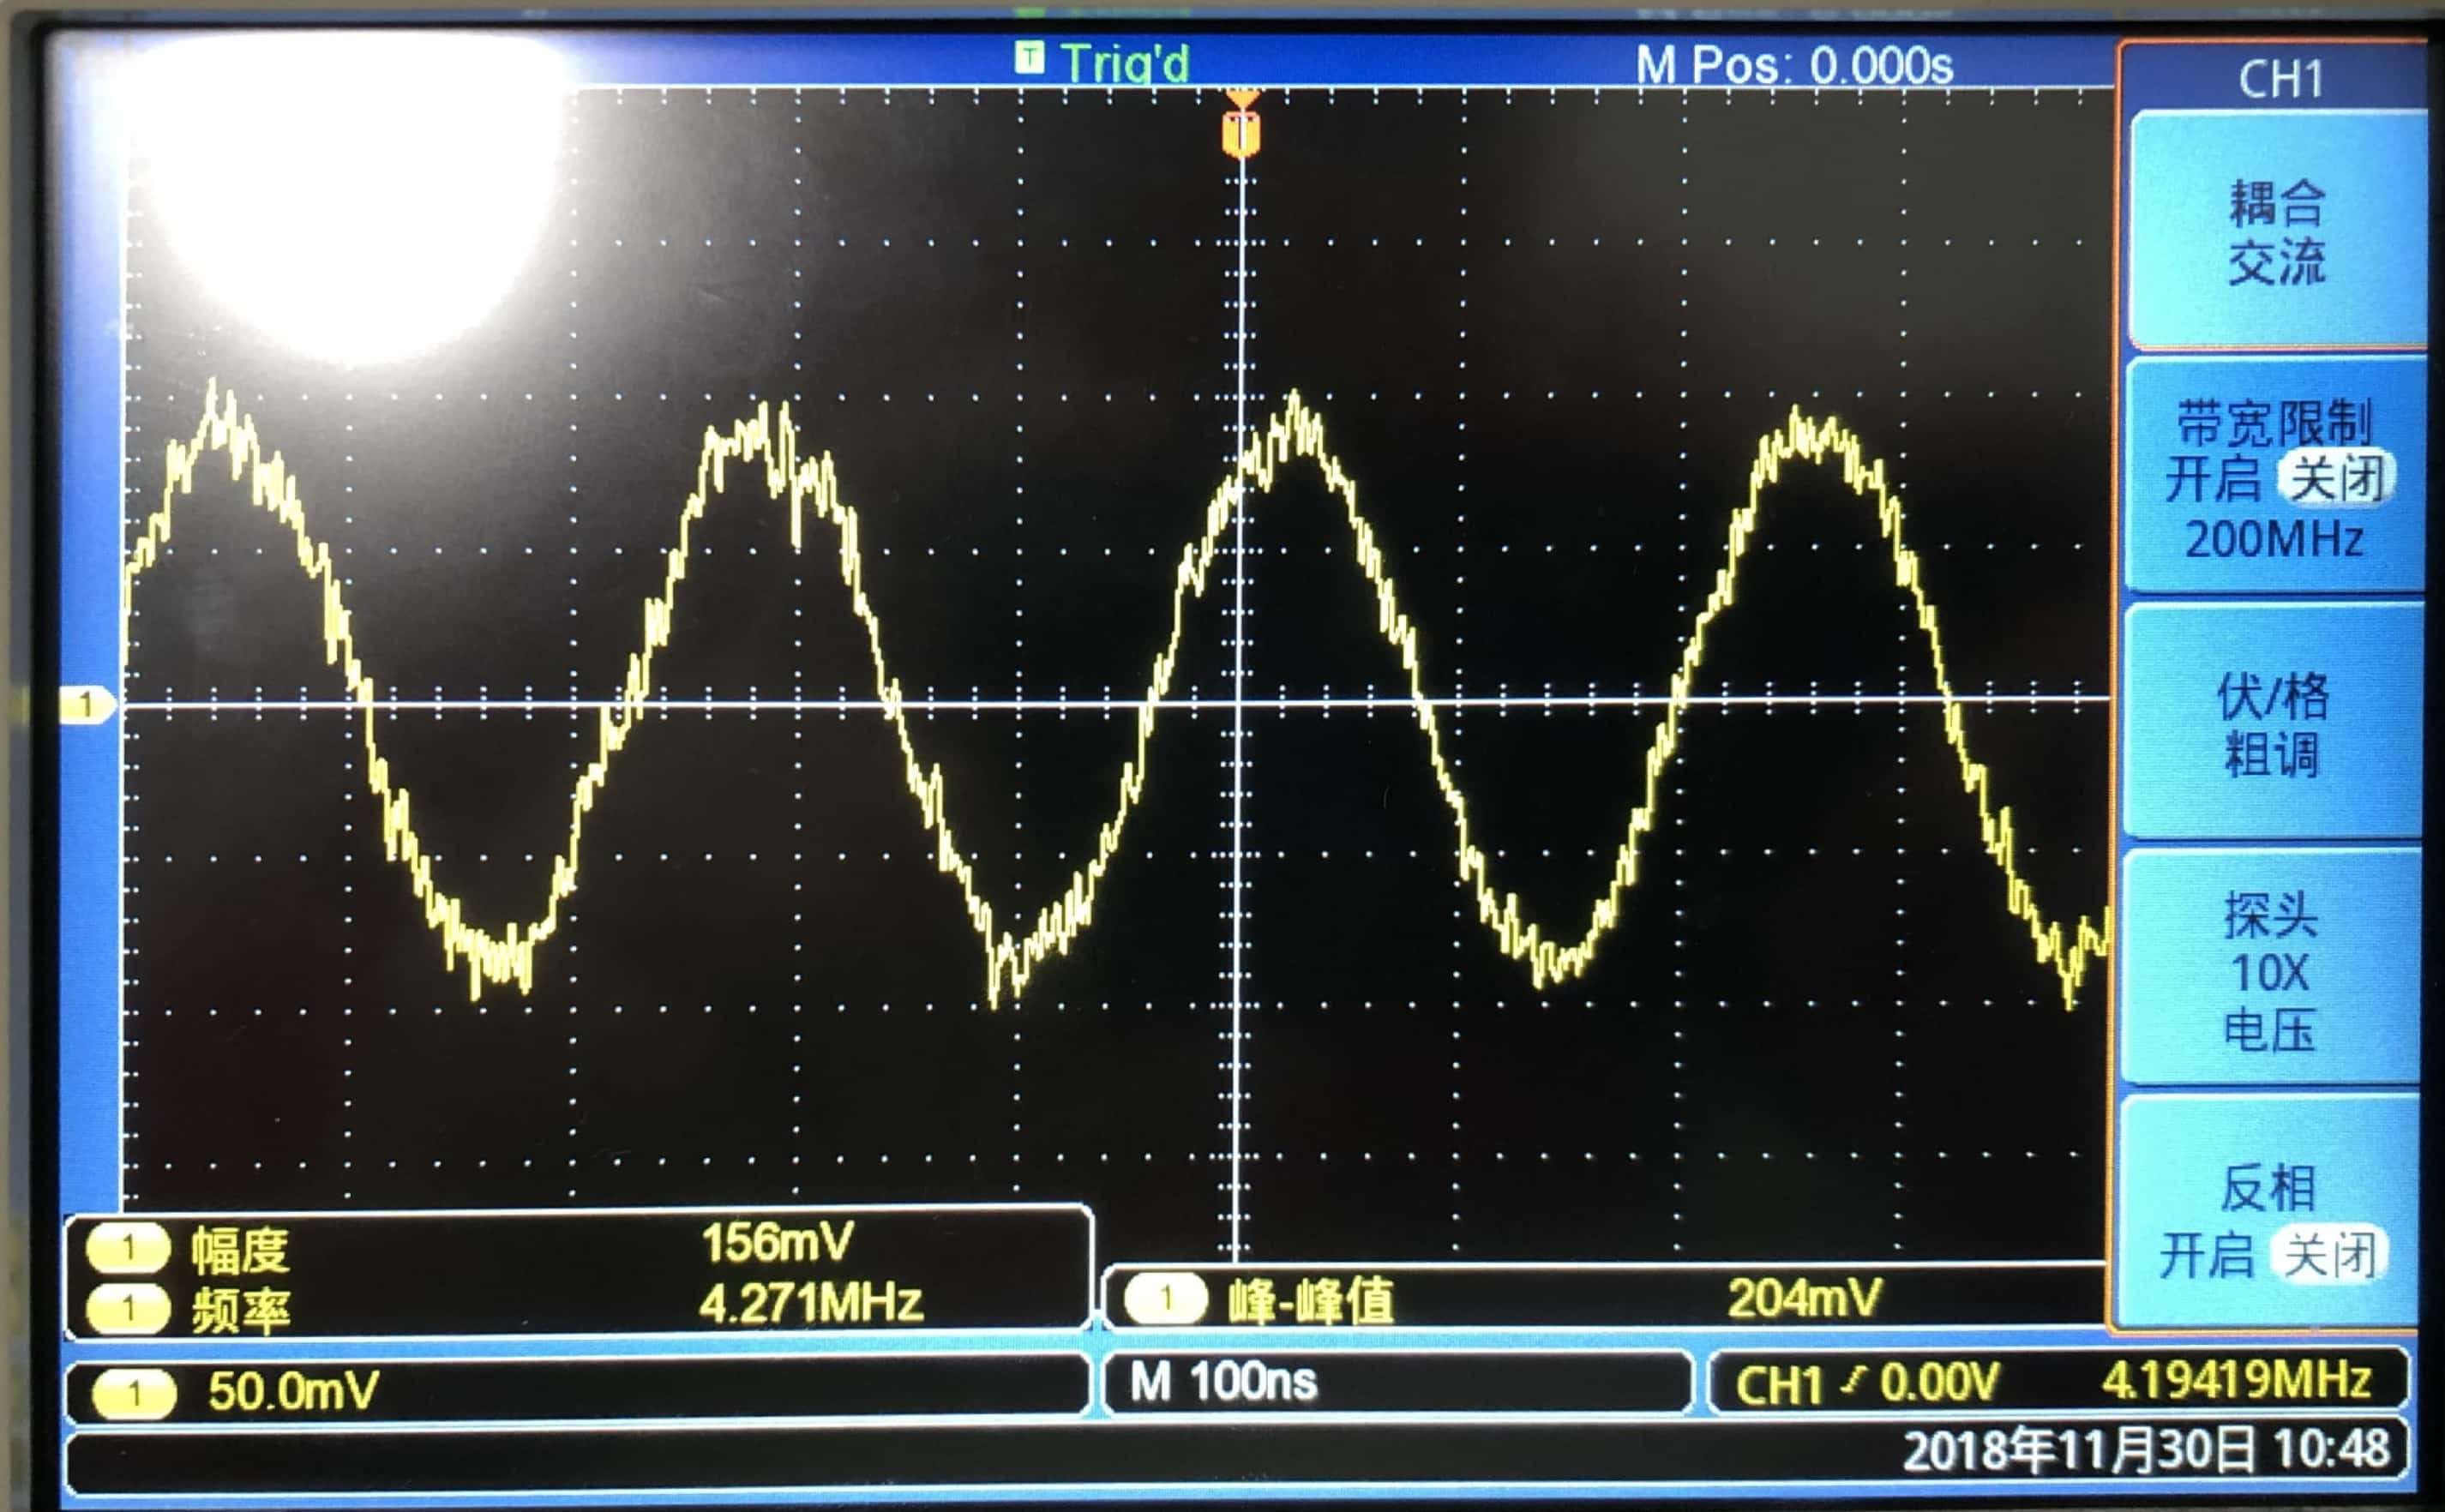 T Trig'd
M Pos: 0.000s
CH1
耦合
交流
带宽限制
开启 关闭
200MHz
伏/格
粗调
探头
10X
电压
反相
开启 关闭
T
1
1 幅度 156mV
1 频率 4.271MHz
1 峰-峰值 204mV
1 50.0mV
M 100ns
CH1 0.00V 4.19419MHz
2018年11月30日 10:48